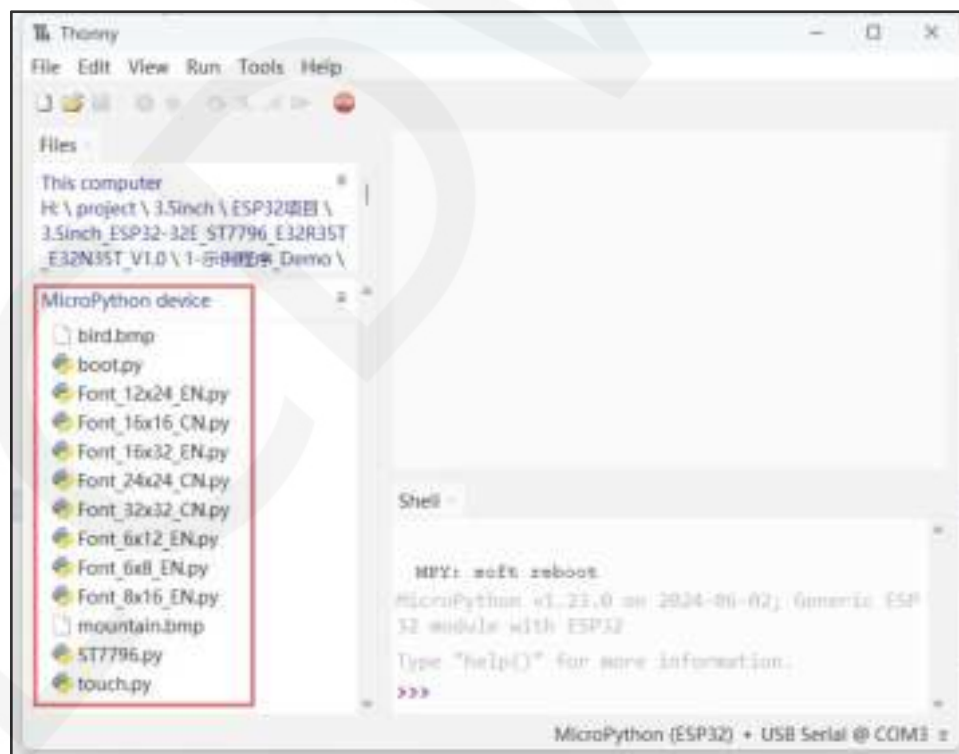 Thonny
File Edit View Run Tools Help
Files
This computer
H: \ project \ 3.5inch \ ESP32项目 \
3.5inch_ESP32-32E_ST7796_E32R35T
_E32N35T_V1.0 \ 1-示例程序_Demo \
MicroPython device
bird.bmp
boot.py
Font_12x24_EN.py
Font_16x16_CN.py
Font_16x32_EN.py
Font_24x24_CN.py
Font_32x32_CN.py
Font_6x12_EN.py
Font_6x8_EN.py
Font_8x16_EN.py
mountain.bmp
ST7796.py
touch.py
Shell
MPY: soft reboot
MicroPython v1.23.0 on 2024-06-02; Generic ESP
32 module with ESP32
Type "help()" for more information.
>>>
MicroPython (ESP32) • USB Serial @ COM3